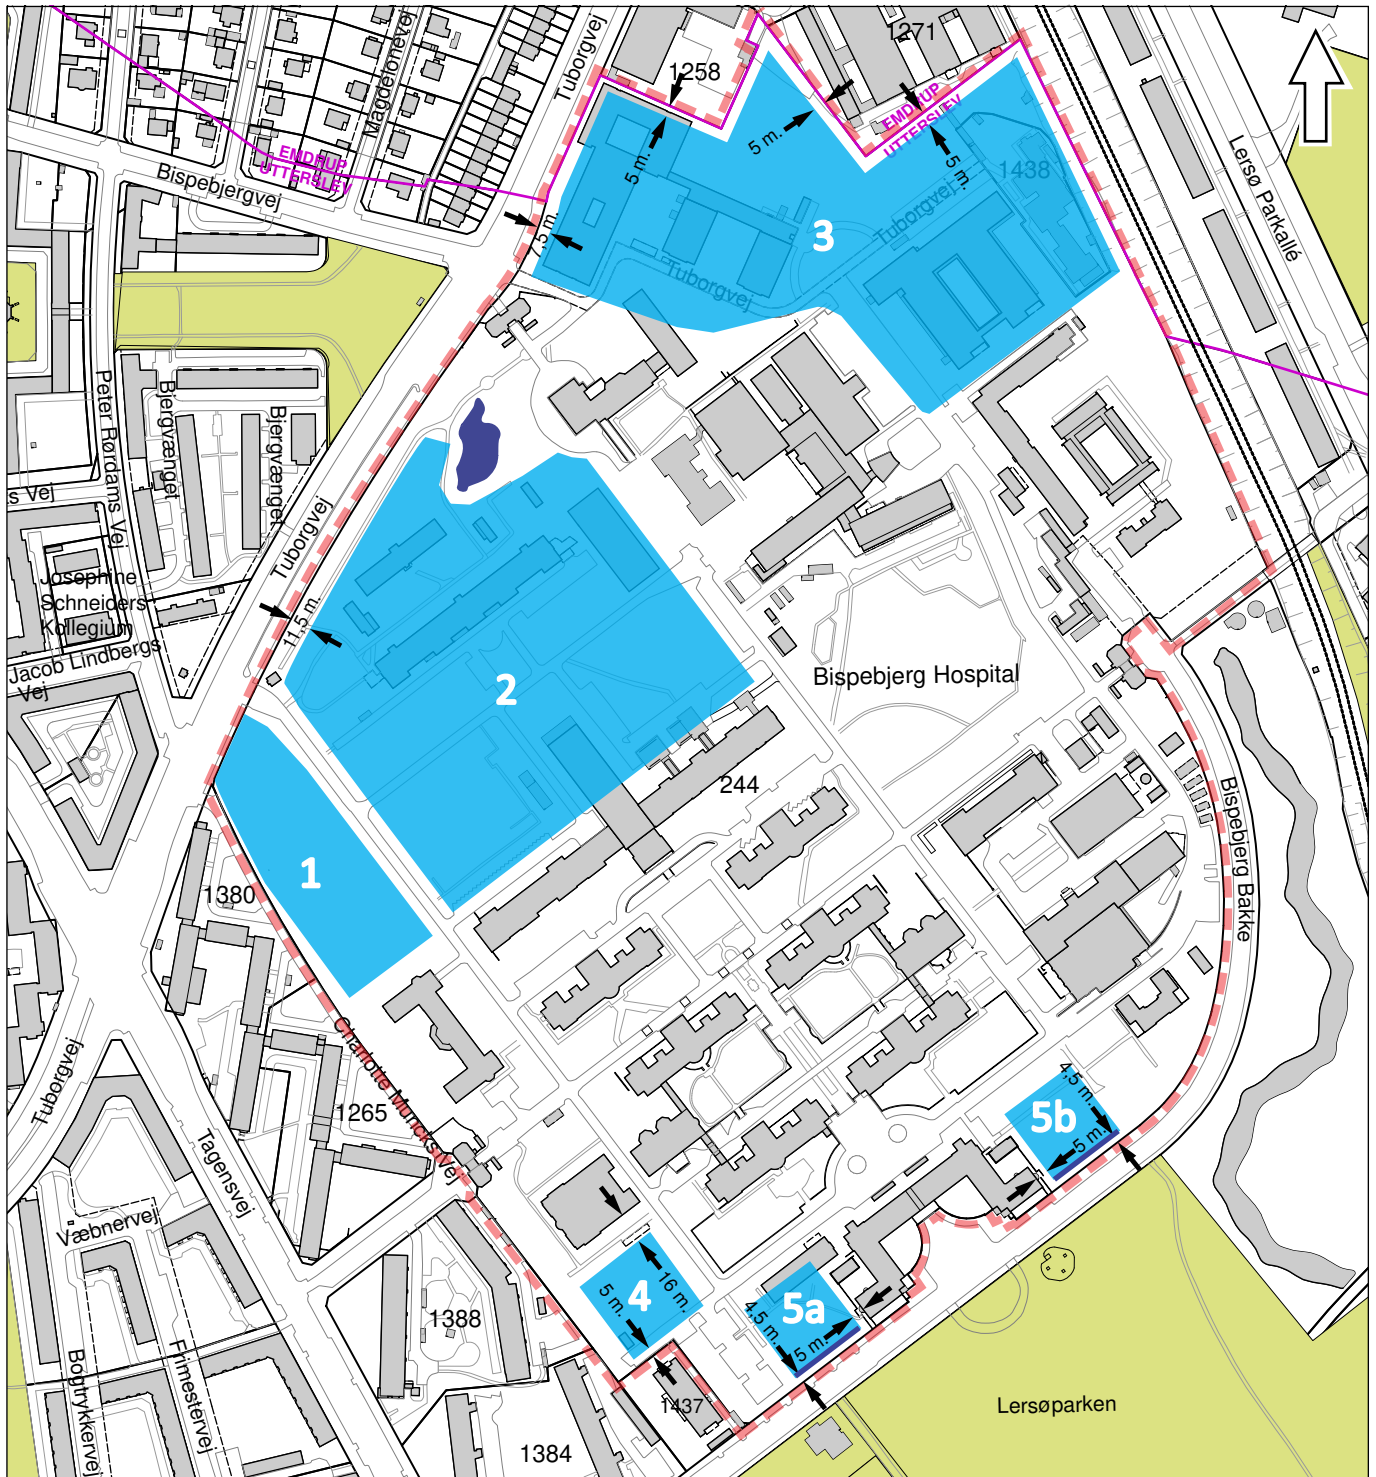 1271
1258
Tuborgvej
Magdelonevej
EMDRUP
UTTERSLEV
EMDRUP
UTTERSLEV
Bispebjergvej
Lersø Parkallé
5 m.
5 m.
5 m.
1438
7,5 m.
3
Tuborgvej
Tuborgvej
Peter Rørdams Vej
Bjergvænget
Bjergvænget
s Vej
Tuborgvej
Josephine
Schneiders
Kollegium
Jacob Lindbergs
Vej
11,5 m.
2
Bispebjerg Hospital
244
1
1380
Bispebjerg Bakke
Charlotte Muncks Vej
1265
Tuborgvej
Tagensvej
4,5 m.
5b
5 m.
Væbnervej
16 m.
5 m.
4
5a
4,5 m.
5 m.
1388
Bogtrykkervej
Frimestervej
1437
1384
Lersøparken